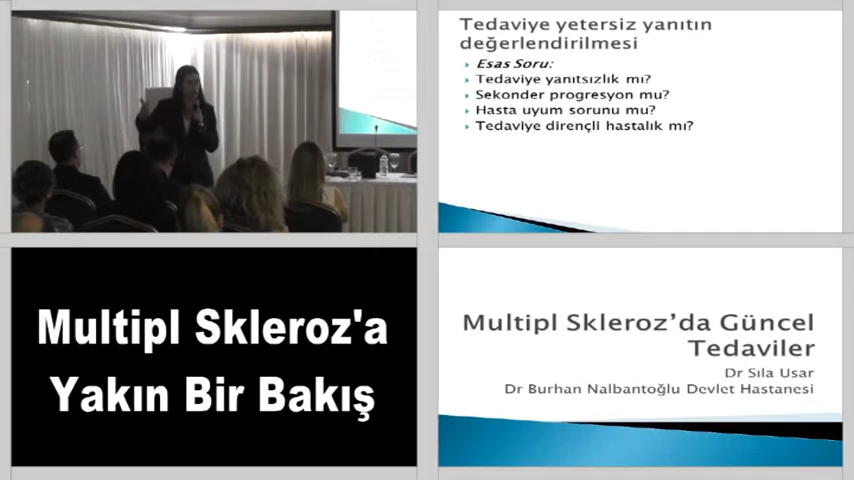 Tedaviye yetersiz yanıtın
değerlendirilmesi
Esas Soru:
Tedaviye yanıtsızlık mı?
Sekonder progresyon mu?
Hasta uyum sorunu mu?
Tedaviye dirençli hastalık mı?
Multipl Skleroz'a
Yakın Bir Bakış
Multipl Skleroz’da Güncel
Tedaviler
Dr Sıla Usar
Dr Burhan Nalbantoğlu Devlet Hastanesi